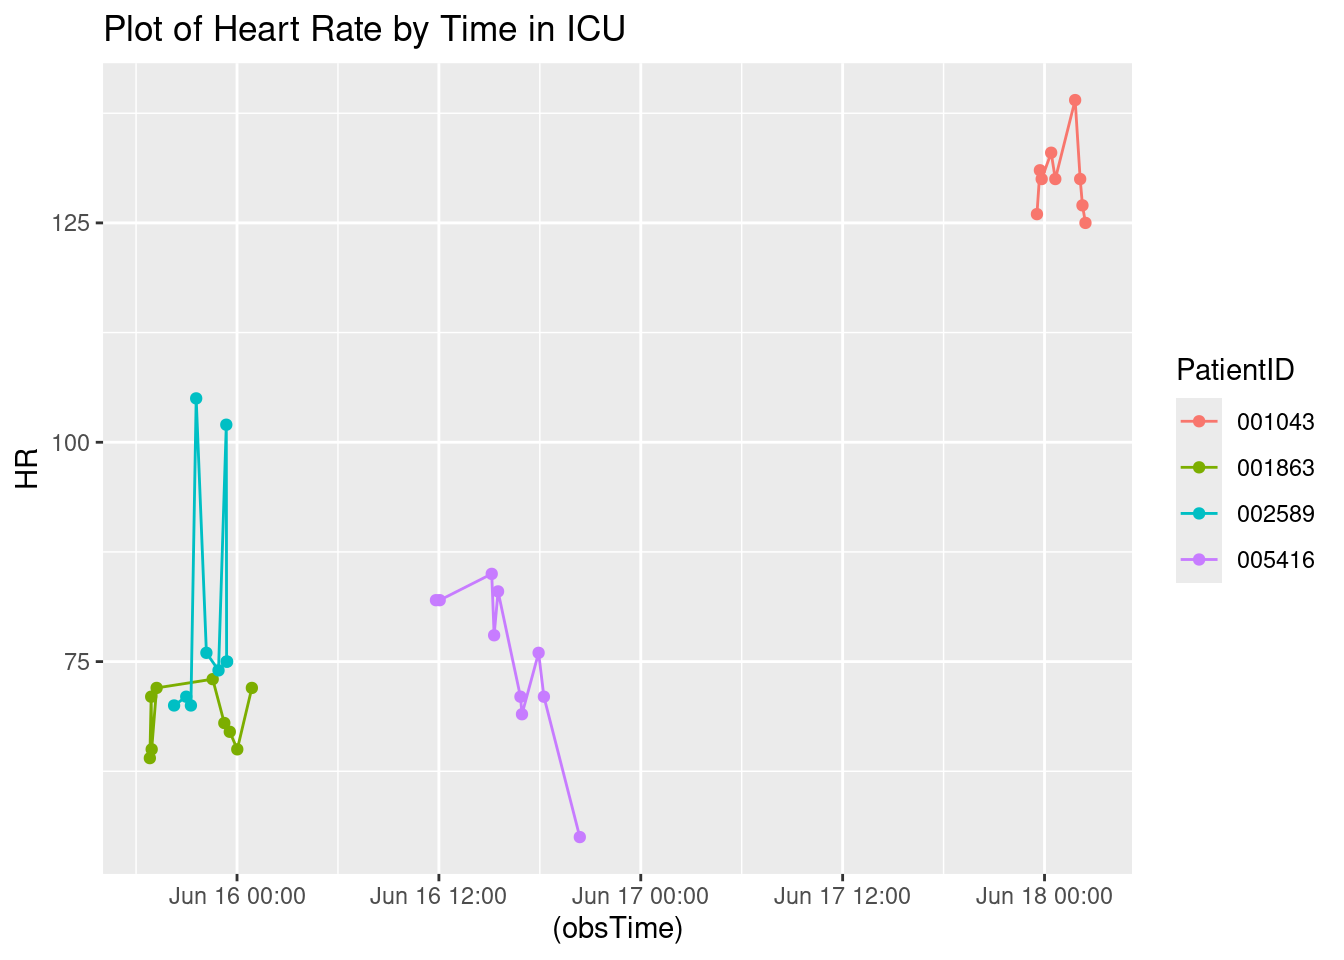 Plot of Heart Rate by Time in ICU
125
100
75
HR
Jun 16 00:00 Jun 16 12:00 Jun 17 00:00 Jun 17 12:00 Jun 18 00:00
(obsTime)
PatientID
001043
001863
002589
005416